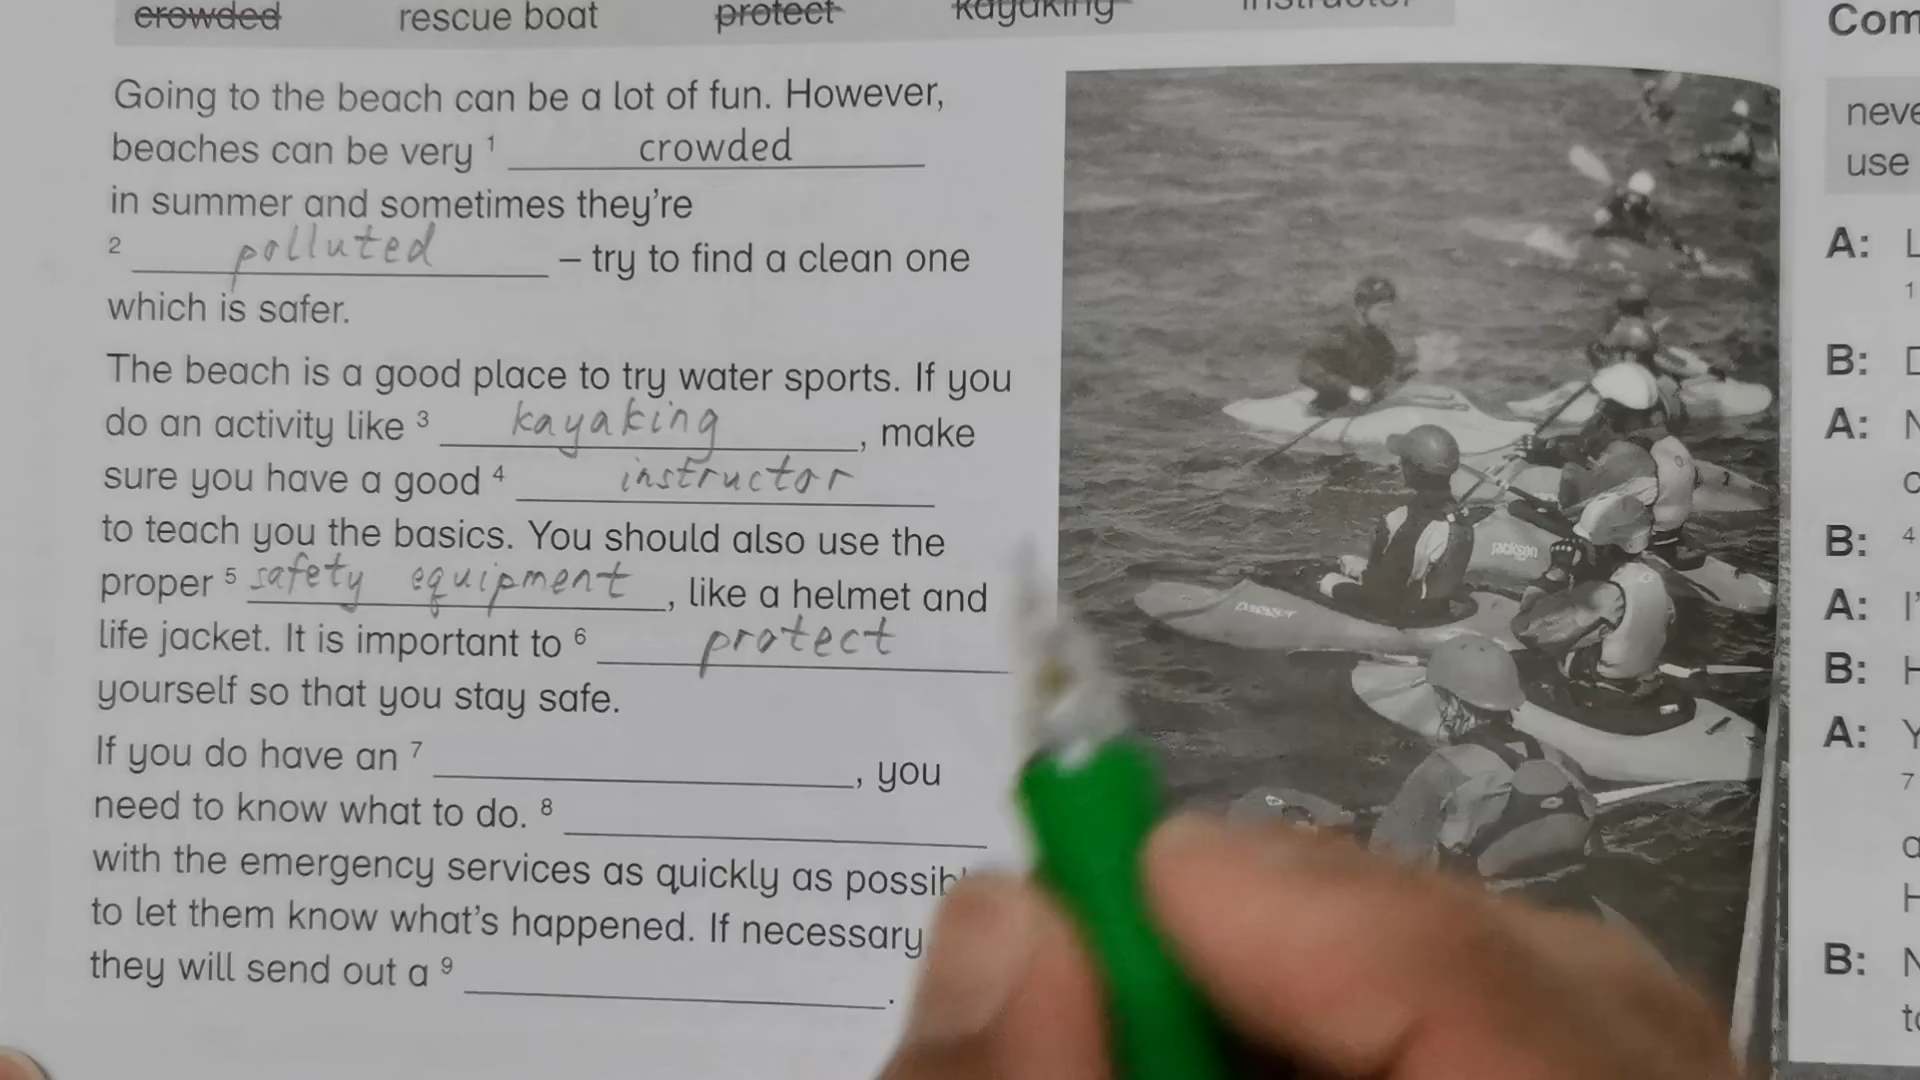 crowded rescue boat protect kayaking instructor
Going to the beach can be a lot of fun. However,
beaches can be very 1 crowded
in summer and sometimes they're
2 polluted – try to find a clean one
which is safer.
The beach is a good place to try water sports. If you
do an activity like 3 kayaking, make
sure you have a good 4 instructor
to teach you the basics. You should also use the
proper 5 safety equipment, like a helmet and
life jacket. It is important to 6 protect
yourself so that you stay safe.
If you do have an 7 ____, you
need to know what to do. 8 ____
with the emergency services as quickly as
to let them know what's happened. If necessary
they will send out a 9 ____.
jackson
use
A:
1
B:
A:
B: 4
A:
B:
A:
7
B: